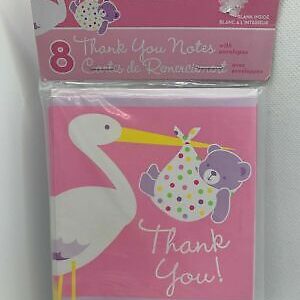 BLANK INSIDE
BLANC À L'INTÉRIEUR
8 Thank You Notes with envelopes
Cartes de Remerciement avec enveloppes
Thank
You!